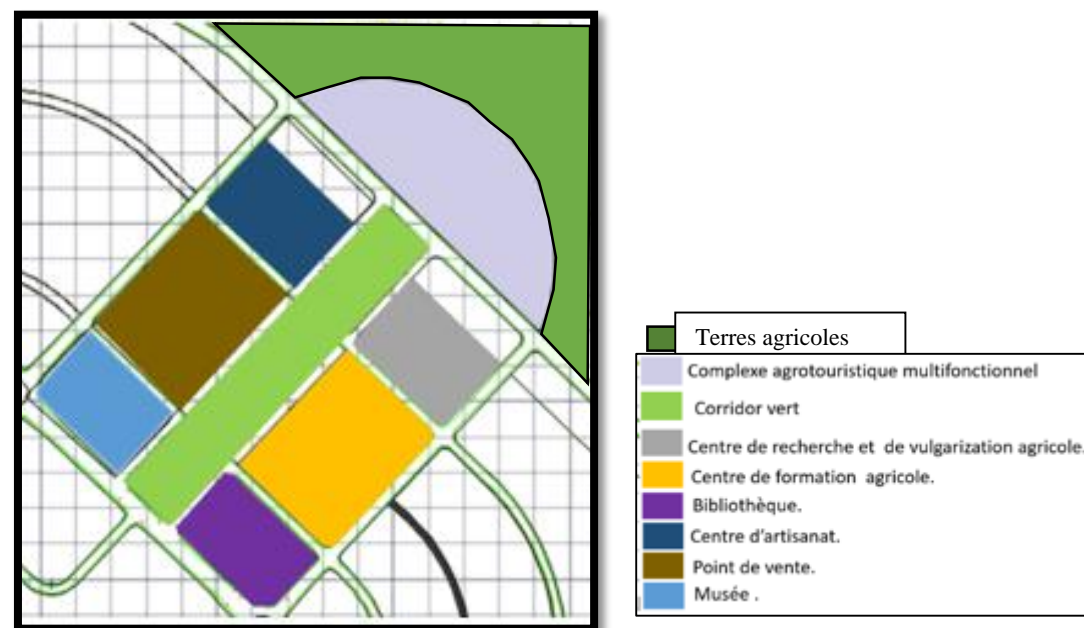 Terres agricoles
Complexe agrotouristique multifonctionnel
Corridor vert
Centre de recherche et de vulgarization agricole.
Centre de formation agricole.
Bibliothèque.
Centre d'artisanat.
Point de vente.
Musée .